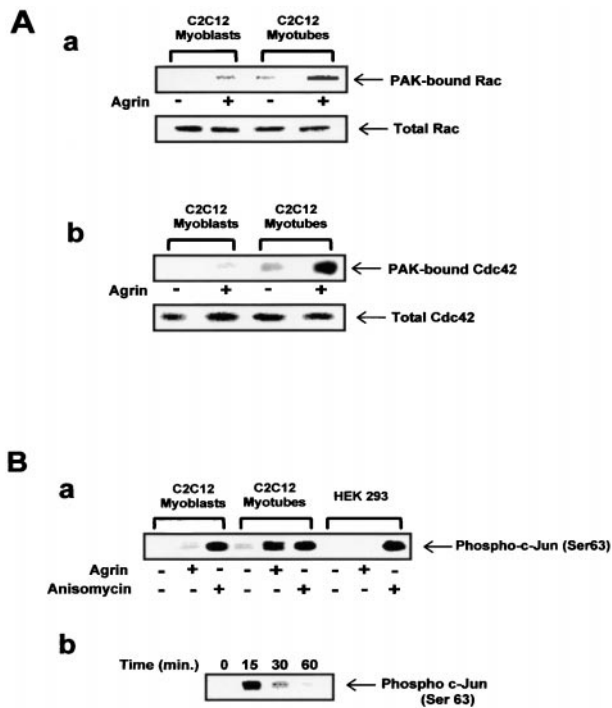 A
a
C2C12 Myoblasts
C2C12 Myotubes
PAK-bound Rac
Agrin - + - +
Total Rac
b
C2C12 Myoblasts
C2C12 Myotubes
PAK-bound Cdc42
Agrin - + - +
Total Cdc42
B
a
C2C12 Myoblasts
C2C12 Myotubes
HEK 293
Phospho-c-Jun (Ser63)
Agrin - + - - + - - + -
Anisomycin - - + - - + - - +
b
Time (min.) 0 15 30 60
Phospho c-Jun
(Ser 63)